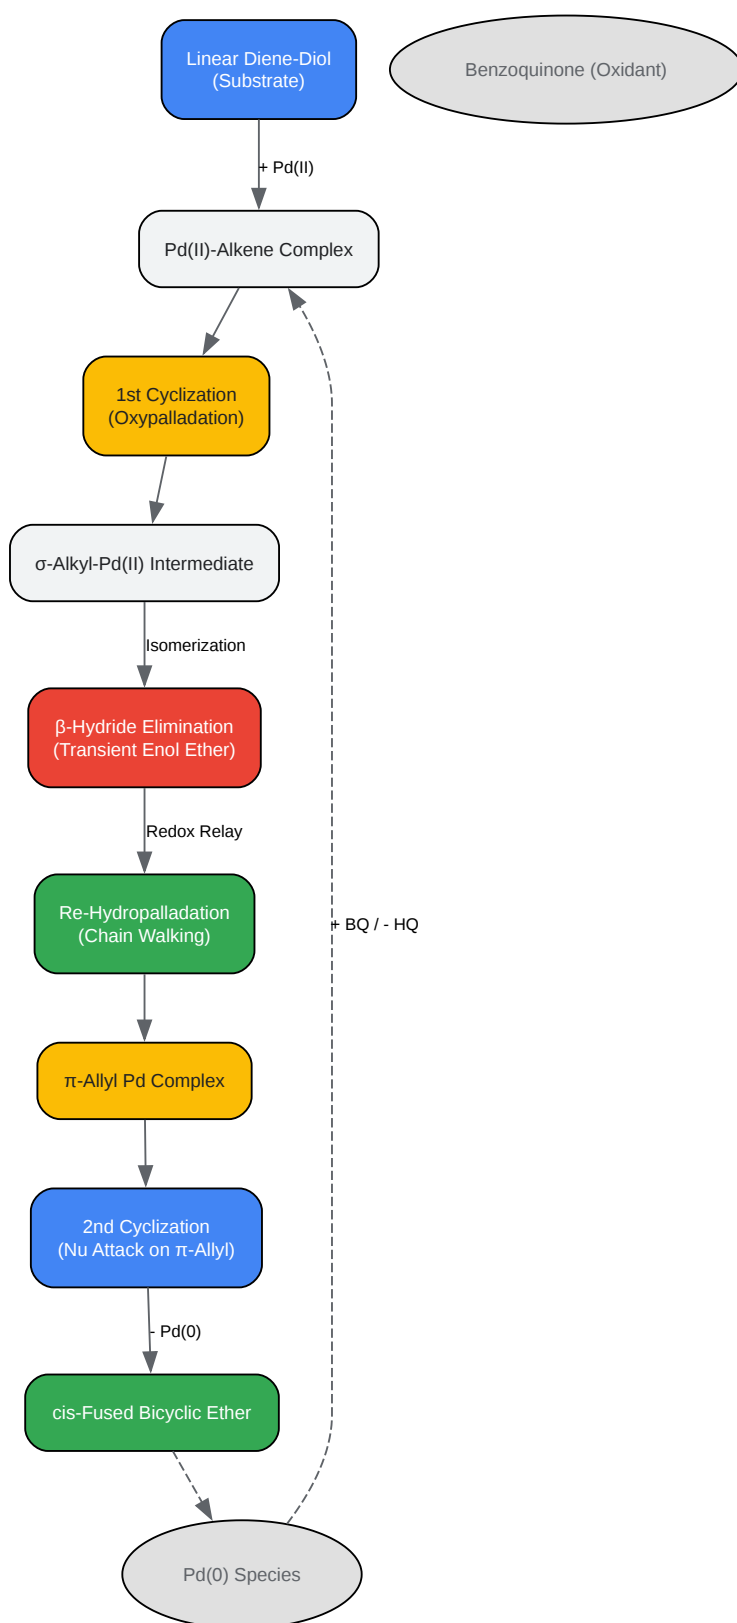 Linear Diene-Diol
(Substrate)
Benzoquinone (Oxidant)
+ Pd(II)
Pd(II)-Alkene Complex
1st Cyclization
(Oxypalladation)
σ-Alkyl-Pd(II) Intermediate
Isomerization
β-Hydride Elimination
(Transient Enol Ether)
Redox Relay
Re-Hydropalladation
(Chain Walking)
+ BQ / - HQ
π-Allyl Pd Complex
2nd Cyclization
(Nu Attack on π-Allyl)
- Pd(0)
cis-Fused Bicyclic Ether
Pd(0) Species